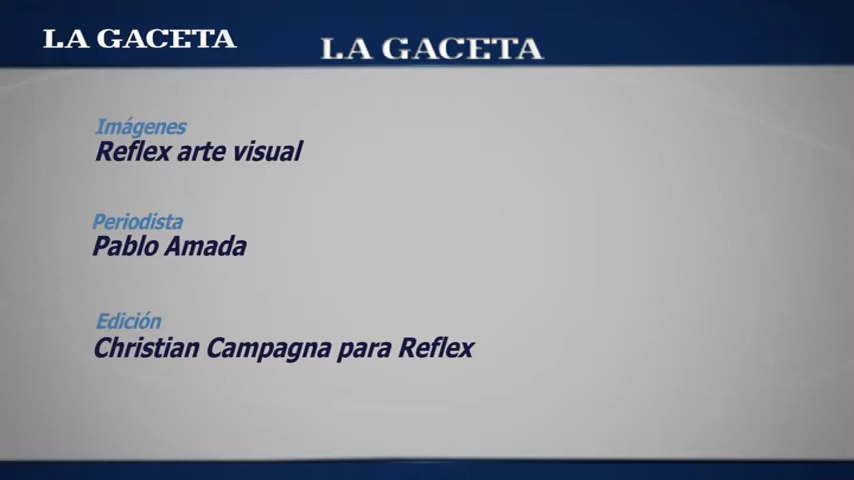 LA GACETA
LA GACETA
Imágenes
Reflex arte visual
Periodista
Pablo Amada
Edición
Christian Campagna para Reflex